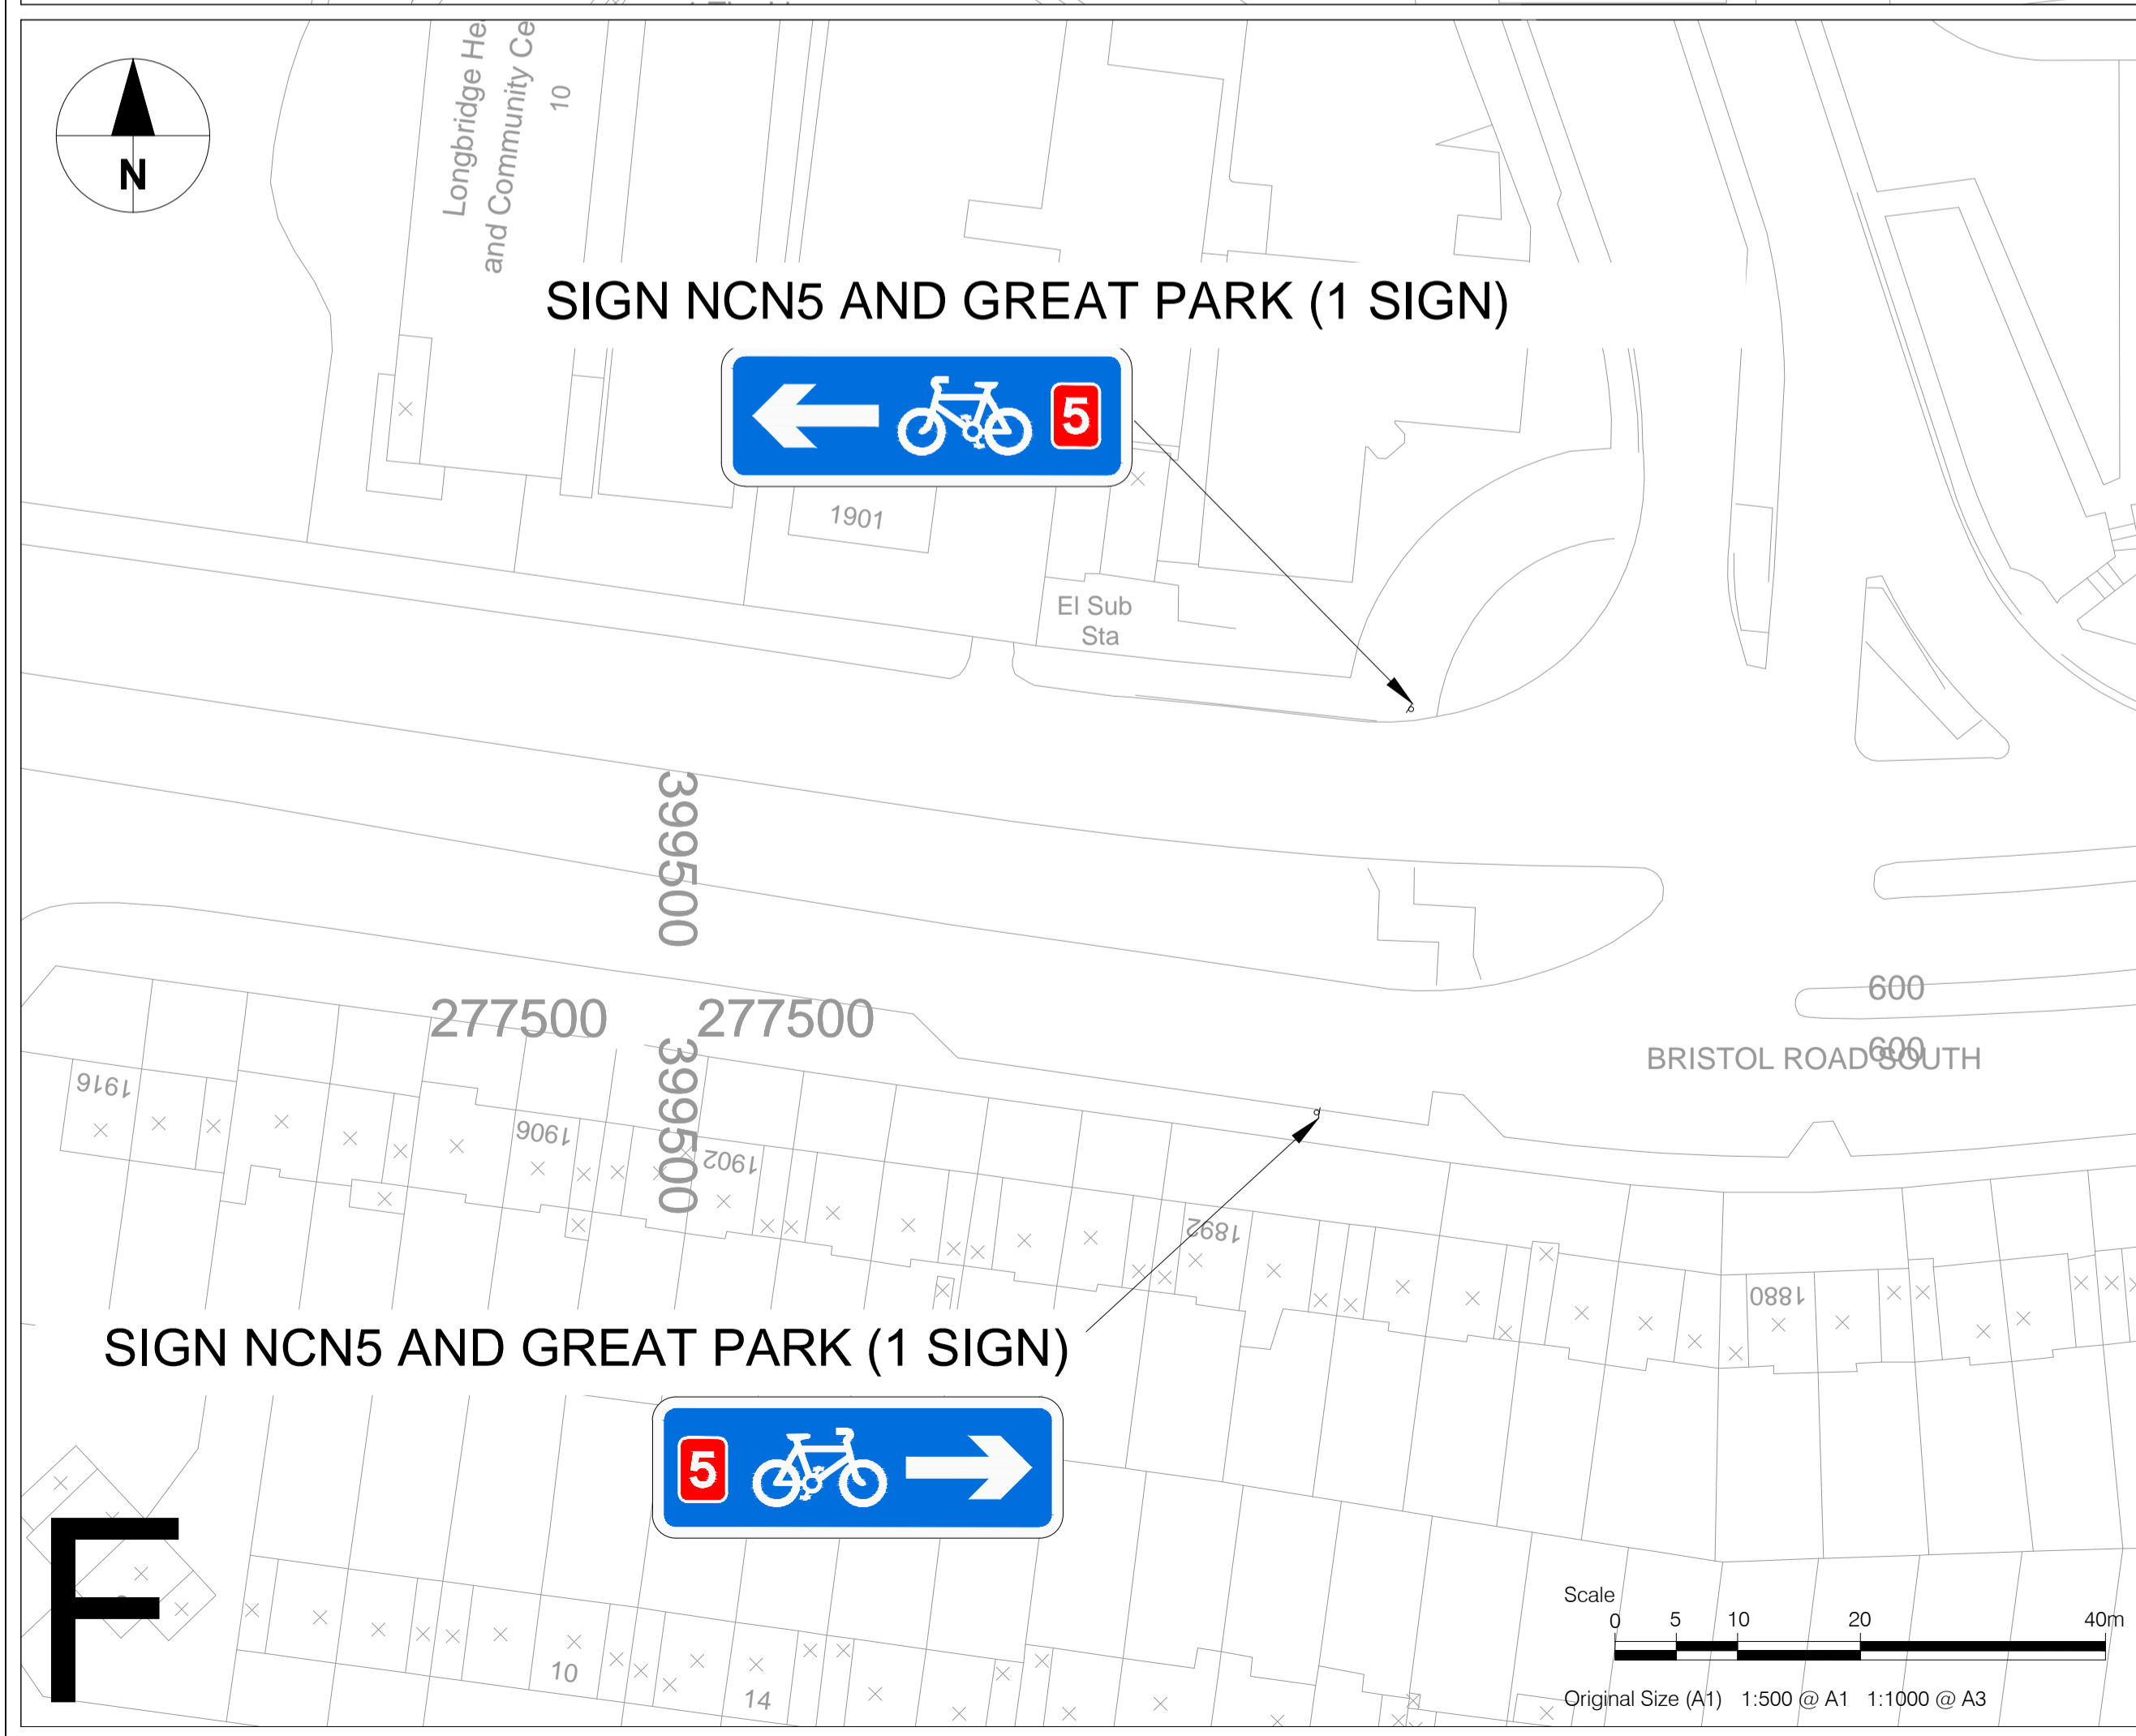 Longbridge He
and Community Ce
10
N
SIGN NCN5 AND GREAT PARK (1 SIGN)
5
1901
El Sub
Sta
399500
277500 277500
399500
600
600
BRISTOL ROAD SOUTH
1916
1906
1902
1892
1880
SIGN NCN5 AND GREAT PARK (1 SIGN)
5
F
10
14
Scale
0 5 10 20 40m
Original Size (A1) 1:500 @ A1 1:1000 @ A3